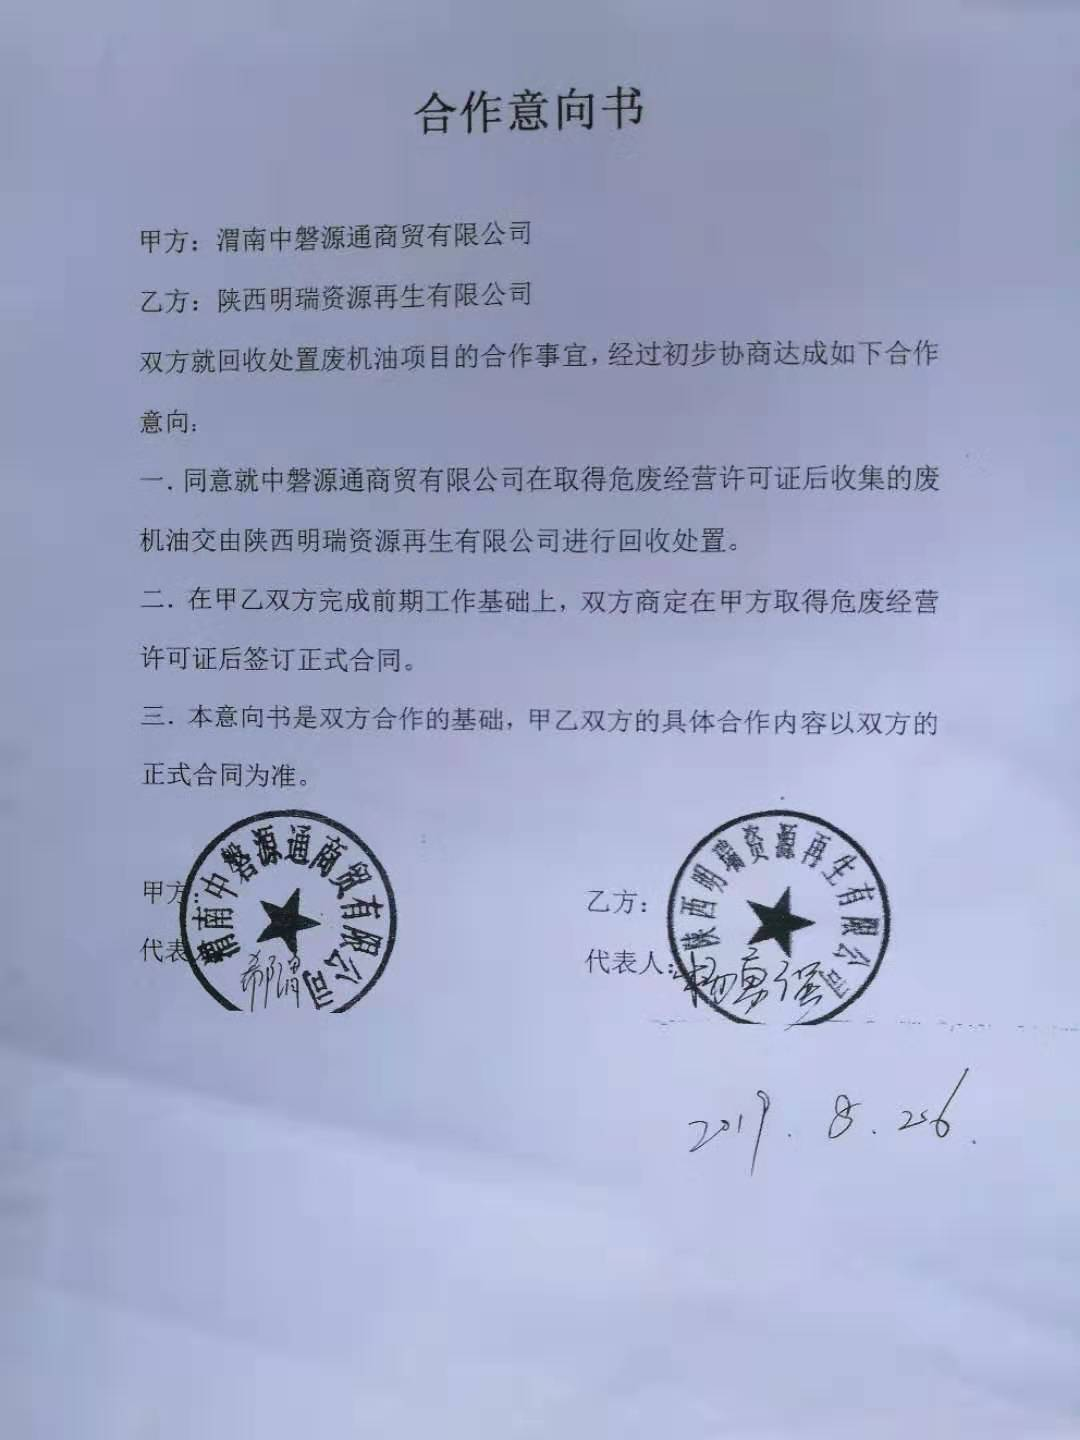 合作意向书
甲方：渭南中磐源通商贸有限公司
乙方：陕西明瑞资源再生有限公司
双方就回收处置废机油项目的合作事宜，经过初步协商达成如下合作
意向：
一．同意就中磐源通商贸有限公司在取得危废经营许可证后收集的废
机油交由陕西明瑞资源再生有限公司进行回收处置。
二．在甲乙双方完成前期工作基础上，双方商定在甲方取得危废经营
许可证后签订正式合同。
三．本意向书是双方合作的基础，甲乙双方的具体合作内容以双方的
正式合同为准。
渭南中磐源通商贸有限公司
陕西明瑞资源再生有限公司
甲方：
乙方：
代表人
代表人：
2019.8.26.